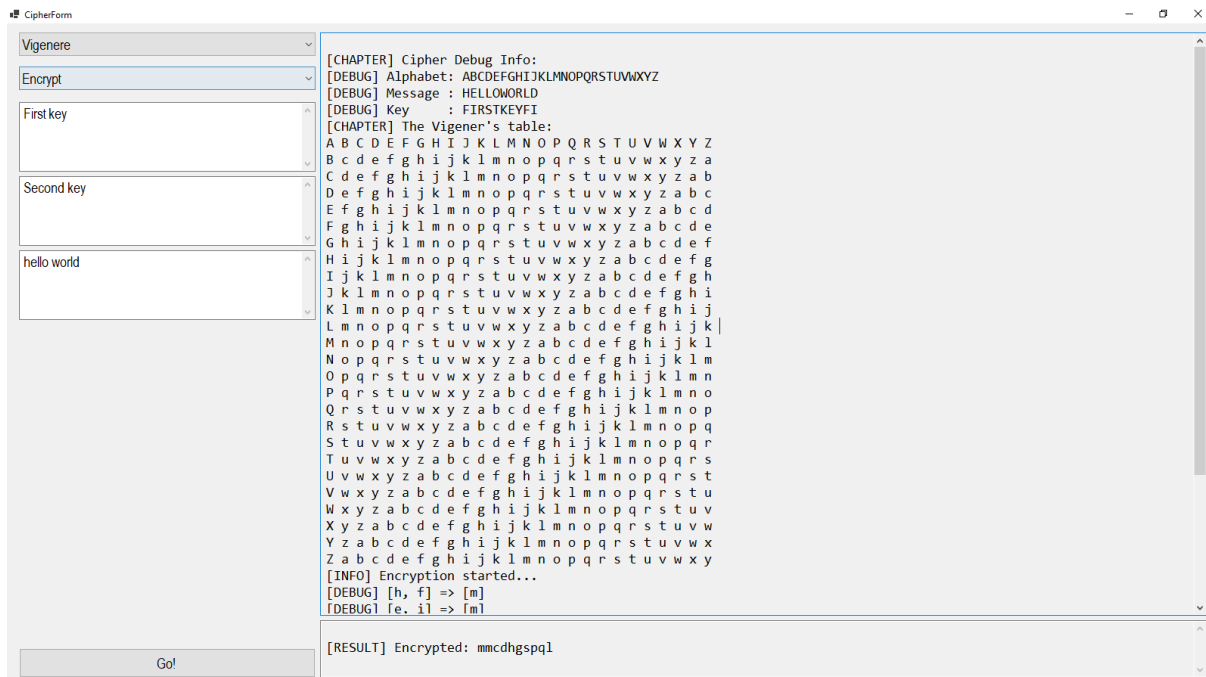 CipherForm
Vigenere
Encrypt
First key
Second key
hello world
Go!
[CHAPTER] Cipher Debug Info:
[DEBUG] Alphabet: ABCDEFGHIJKLMNOPQRSTUVWXYZ
[DEBUG] Message : HELLOWORLD
[DEBUG] Key     : FIRSTKEYFI
[CHAPTER] The Vigener's table:
A B C D E F G H I J K L M N O P Q R S T U V W X Y Z
B c d e f g h i j k l m n o p q r s t u v w x y z a
C d e f g h i j k l m n o p q r s t u v w x y z a b
D e f g h i j k l m n o p q r s t u v w x y z a b c
E f g h i j k l m n o p q r s t u v w x y z a b c d
F g h i j k l m n o p q r s t u v w x y z a b c d e
G h i j k l m n o p q r s t u v w x y z a b c d e f
H i j k l m n o p q r s t u v w x y z a b c d e f g
I j k l m n o p q r s t u v w x y z a b c d e f g h
J k l m n o p q r s t u v w x y z a b c d e f g h i
K l m n o p q r s t u v w x y z a b c d e f g h i j
L m n o p q r s t u v w x y z a b c d e f g h i j k
M n o p q r s t u v w x y z a b c d e f g h i j k l
N o p q r s t u v w x y z a b c d e f g h i j k l m
O p q r s t u v w x y z a b c d e f g h i j k l m n
P q r s t u v w x y z a b c d e f g h i j k l m n o
Q r s t u v w x y z a b c d e f g h i j k l m n o p
R s t u v w x y z a b c d e f g h i j k l m n o p q
S t u v w x y z a b c d e f g h i j k l m n o p q r
T u v w x y z a b c d e f g h i j k l m n o p q r s
U v w x y z a b c d e f g h i j k l m n o p q r s t
V w x y z a b c d e f g h i j k l m n o p q r s t u
W x y z a b c d e f g h i j k l m n o p q r s t u v
X y z a b c d e f g h i j k l m n o p q r s t u v w
Y z a b c d e f g h i j k l m n o p q r s t u v w x
Z a b c d e f g h i j k l m n o p q r s t u v w x y
[INFO] Encryption started...
[DEBUG] [h, f] => [m]
[DEBUG] [e, i] => [m]
[RESULT] Encrypted: mmcdhgspql